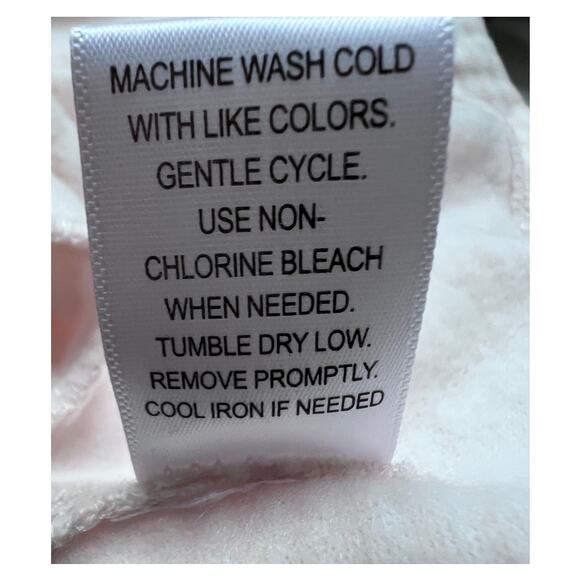 MACHINE WASH COLD
WITH LIKE COLORS.
GENTLE CYCLE.
USE NON-
CHLORINE BLEACH
WHEN NEEDED.
TUMBLE DRY LOW.
REMOVE PROMPTLY.
COOL IRON IF NEEDED